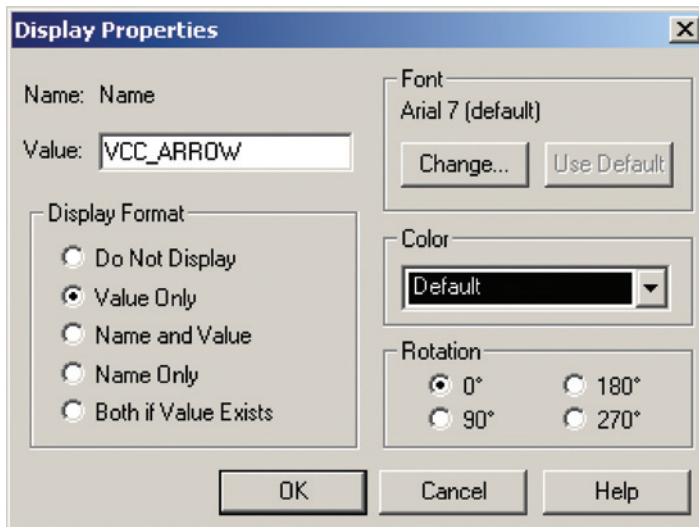 Display Properties
Name: Name
Value: VCC_ARROW
Display Format
Do Not Display
Value Only
Name and Value
Name Only
Both if Value Exists
Font
Arial 7 (default)
Change... Use Default
Color
Default
Rotation
0° 180°
90° 270°
OK Cancel Help